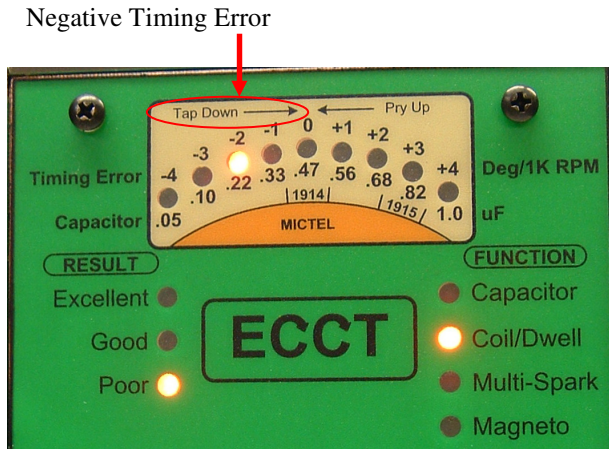 Negative Timing Error
Tap Down Pry Up
-4 -3 -2 -1 0 +1 +2 +3 +4
Timing Error Deg/1K RPM
.05 .10 .22 .33 .47 .56 .68 .82 1.0
Capacitor uF
1914 1915
MICTEL
RESULT
Excellent
Good
Poor
ECCT
FUNCTION
Capacitor
Coil/Dwell
Multi-Spark
Magneto